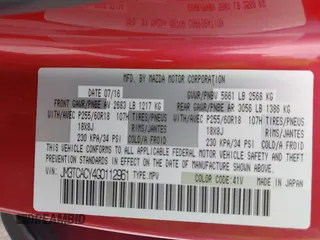 MFD. BY MAZDA MOTOR CORPORATION
DATE 07/16 GVWR/PNBV 5661 LB 2568 KG
FRONT GAWR/PNBE AV 2683 LB 1217 KG REAR GAWR/PNBE AR 3056 LB 1386 KG
WITH/AVEC P255/60R18 107H TIRES/PNEUS WITH/AVEC P255/60R18 107H TIRES/PNEUS
18X8J RIMS/JANTES 18X8J RIMS/JANTES
230 KPA/34 PSI COLD/A FROID 230 KPA/34 PSI COLD/A FROID
THIS VEHICLE CONFORMS TO ALL APPLICABLE FEDERAL MOTOR VEHICLE
SAFETY STANDARDS IN EFFECT ON THE DATE OF MANUFACTURE SHOWN ABOVE.
JM3TCACY4G0112961 TYPE:MPV COLOR CODE:41V MADE IN JAPAN
DREAMBID